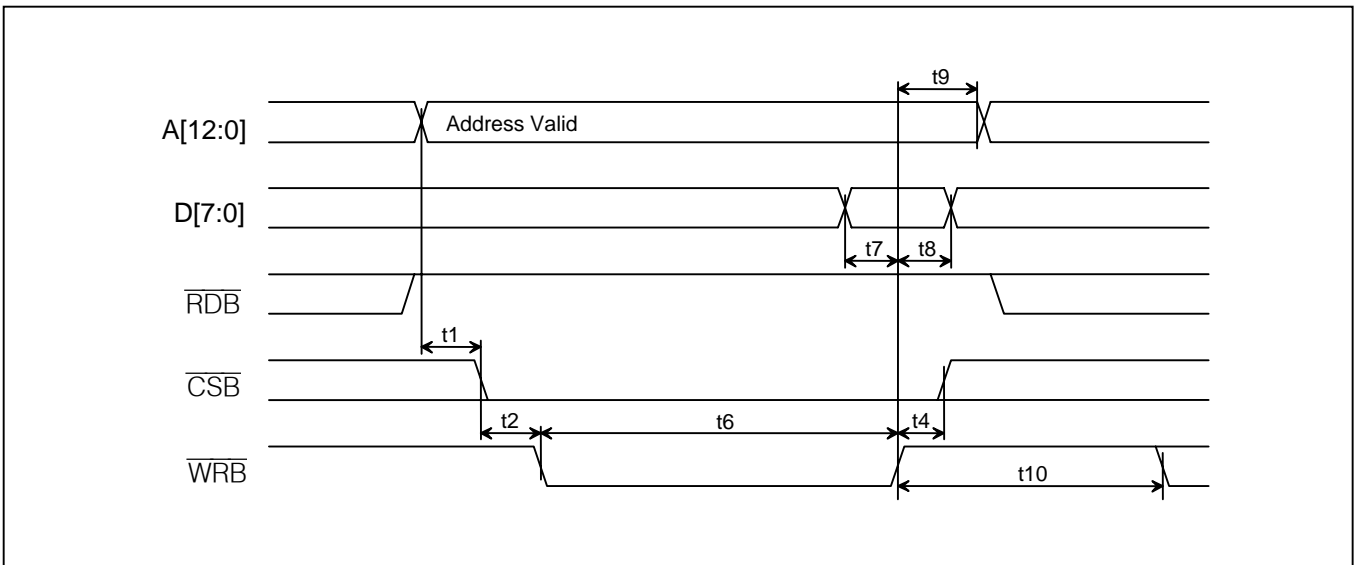 t9
A[12:0]
Address Valid
D[7:0]
t7
t8
RDB
t1
CSB
t2
t6
t4
WRB
t10